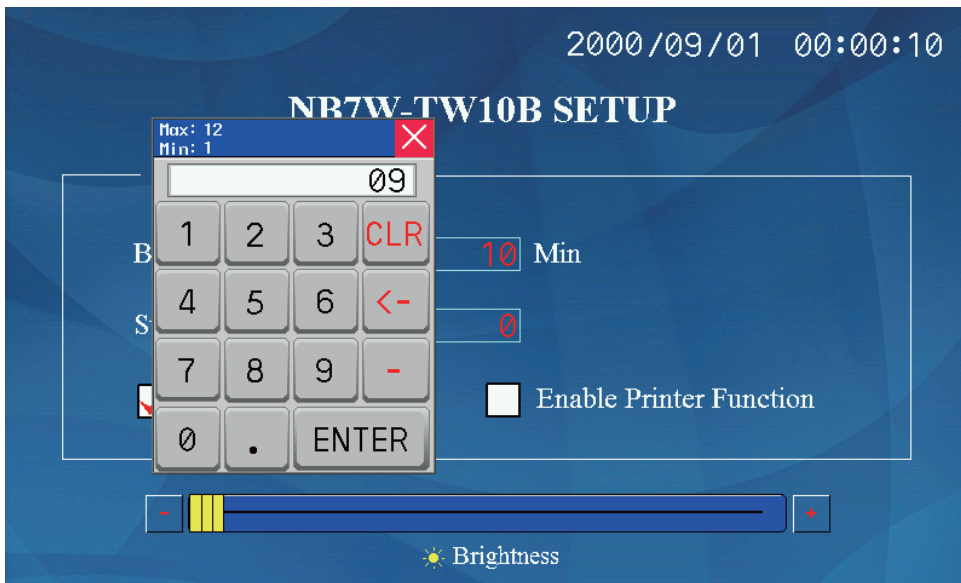 2000/09/01 00:00:10
NB7W-TW10B SETUP
Max: 12
Min: 1
09
1 2 3 CLR
4 5 6 <-
7 8 9 -
0 . ENTER
B
10 Min
S
0
Enable Printer Function
- +
Brightness